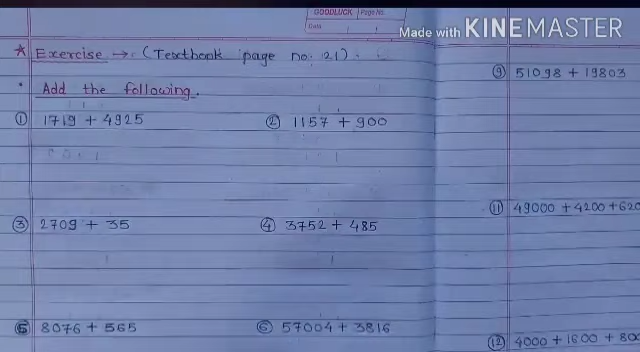 GOODLUCK Page No.
Date
Made with KINEMASTER
* Exercise → (Textbook page no. 21).
Add the following.
① 1719 + 4925
② 1157 + 900
③ 2709 + 35
④ 3752 + 485
⑤ 8076 + 565
⑥ 57004 + 3816
⑨ 51098 + 19803
⑪ 49000 + 4200 + 620
⑫ 4000 + 1600 + 800